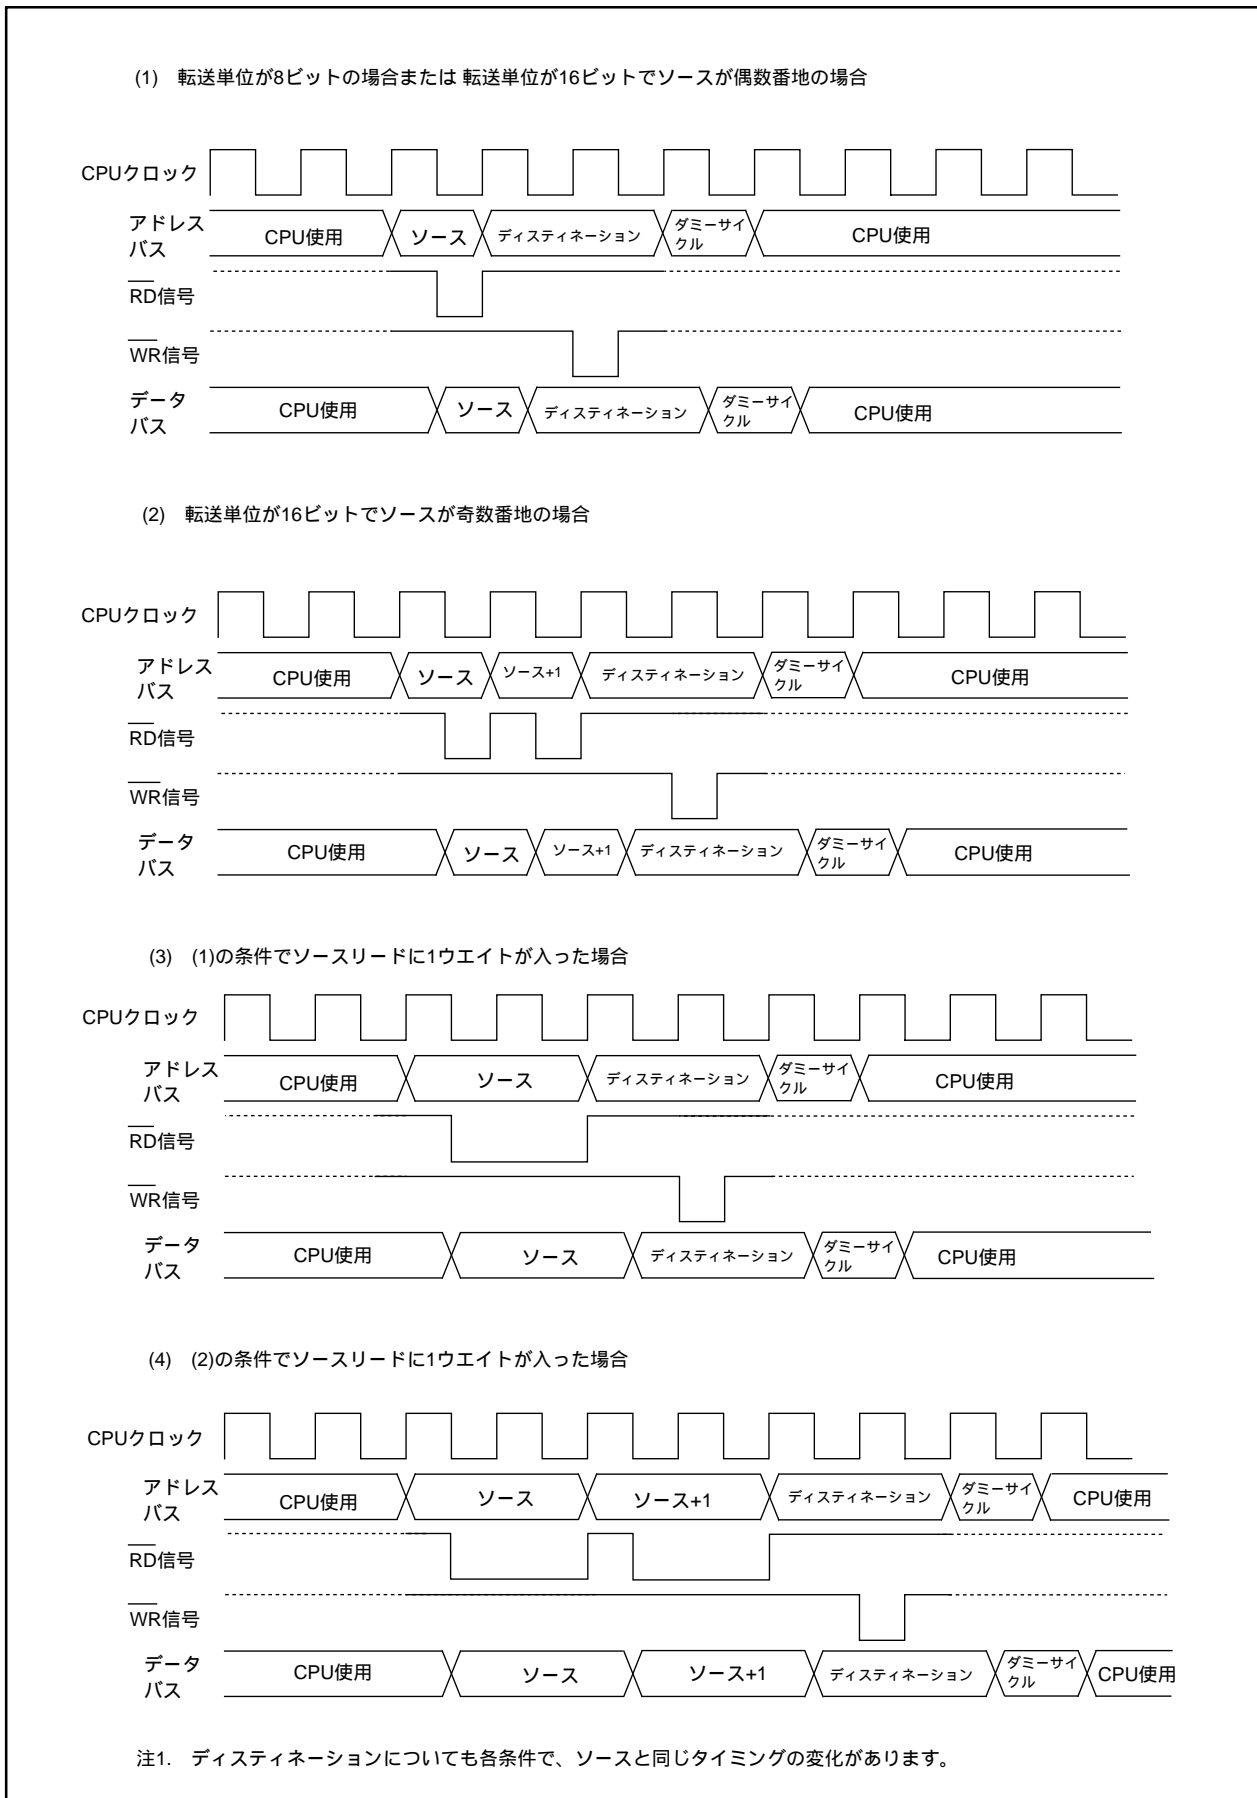 (1) 転送単位が8ビットの場合または 転送単位が16ビットでソースが偶数番地の場合
CPUクロック
アドレス
バス
CPU使用 ソース ディスティネーション ダミーサイ
クル
CPU使用
RD信号
WR信号
データ
バス
CPU使用 ソース ディスティネーション ダミーサイ
クル
CPU使用
(2) 転送単位が16ビットでソースが奇数番地の場合
CPUクロック
アドレス
バス
CPU使用 ソース ソース+1 ディスティネーション ダミーサイ
クル
CPU使用
RD信号
WR信号
データ
バス
CPU使用 ソース ソース+1 ディスティネーション ダミーサイ
クル
CPU使用
(3) (1)の条件でソースリードに1ウエイトが入った場合
CPUクロック
アドレス
バス
CPU使用 ソース ディスティネーション ダミーサイ
クル
CPU使用
RD信号
WR信号
データ
バス
CPU使用 ソース ディスティネーション ダミーサイ
クル
CPU使用
(4) (2)の条件でソースリードに1ウエイトが入った場合
CPUクロック
アドレス
バス
CPU使用 ソース ソース+1 ディスティネーション ダミーサイ
クル
CPU使用
RD信号
WR信号
データ
バス
CPU使用 ソース ソース+1 ディスティネーション ダミーサイ
クル
CPU使用
注1. ディスティネーションについても各条件で、ソースと同じタイミングの変化があります。